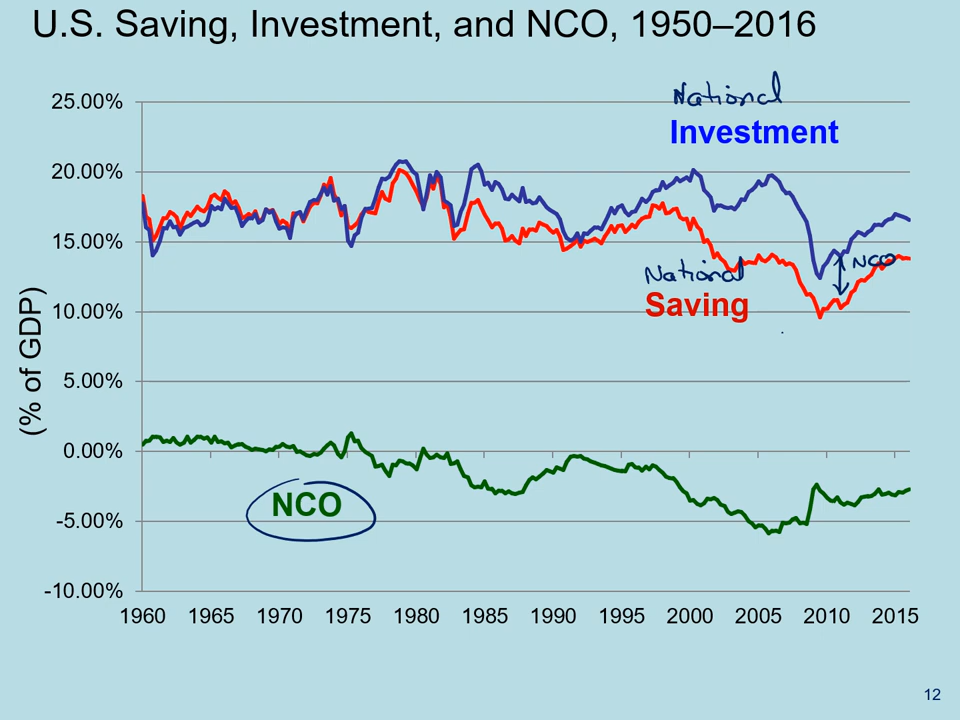 U.S. Saving, Investment, and NCO, 1950–2016
National
Investment
25.00%
20.00%
15.00%
10.00%
5.00%
0.00%
-5.00%
-10.00%
(% of GDP)
NCO
National
Saving
NCO
1960 1965 1970 1975 1980 1985 1990 1995 2000 2005 2010 2015
12